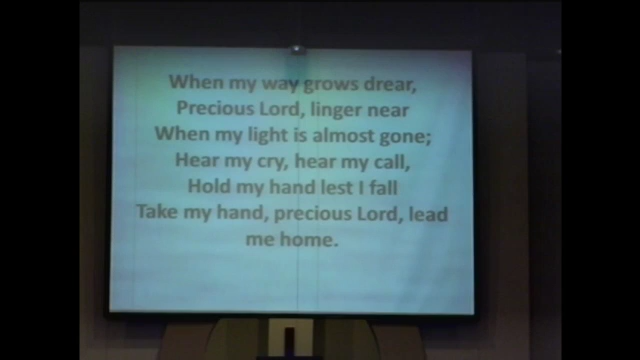 When my way grows drear,
Precious Lord, linger near
When my light is almost gone;
Hear my cry, hear my call,
Hold my hand lest I fall
Take my hand, precious Lord, lead
me home.